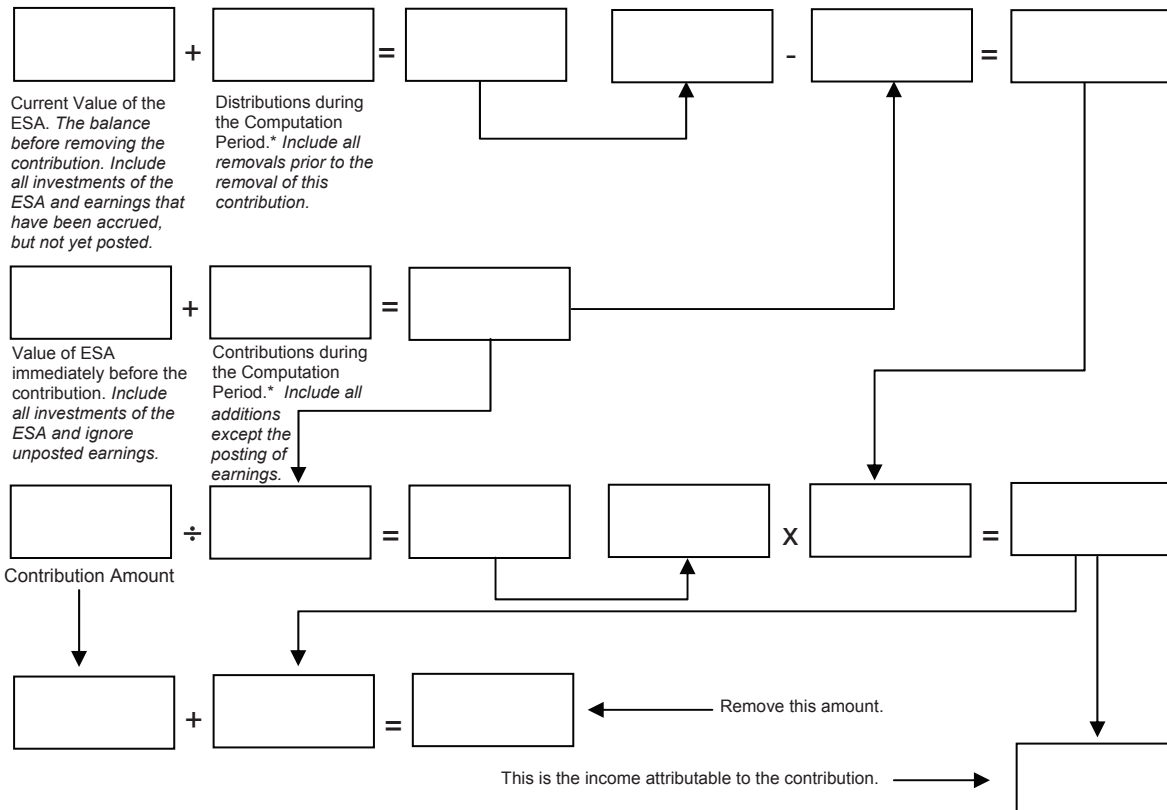 + = - =
Current Value of the
ESA. The balance
before removing the
contribution. Include
all investments of the
ESA and earnings that
have been accrued,
but not yet posted.
Distributions during
the Computation
Period.* Include all
removals prior to the
removal of this
contribution.
+ =
Value of ESA
immediately before the
contribution. Include
all investments of the
ESA and ignore
unposted earnings.
Contributions during
the Computation
Period.* Include all
additions
except the
posting of
earnings.
÷ = x =
Contribution Amount
+ =
Remove this amount.
This is the income attributable to the contribution.